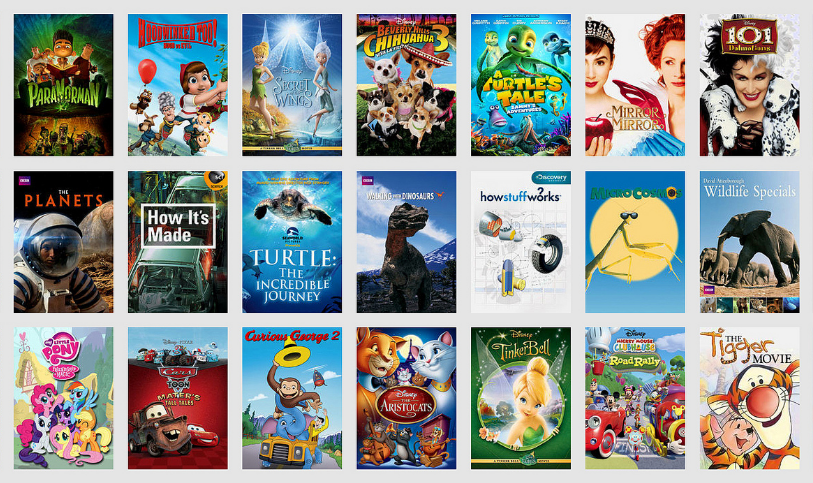 PARANORMAN
HOODWINKED TOO!
HOOD VS. EVIL
Disney
SECRET
OF THE
WINGS
Disney
BEVERLY HILLS
CHIHUAHUA 3
A
TURTLE'S
TALE
SAMMY'S ADVENTURES
MIRROR
MIRROR
Disney
101
Dalmatians
BBC
THE
PLANETS
How It's
Made
SEAWORLD
TURTLE:
THE
INCREDIBLE
JOURNEY
BBC
WALKING WITH DINOSAURS
Discovery
howstuffworks
?
MICROCOSMOS
David Attenborough
Wildlife Specials
BBC
MY LITTLE
PONY
FRIENDSHIP IS
MAGIC
DISNEY · PIXAR
Cars
TOON
MATER'S
TALL TALES
Curious George 2
Disney
THE
ARISTOCATS
Disney
TinkerBell
Disney
MICKEY MOUSE
CLUBHOUSE
Road Rally
THE
Tigger
MOVIE